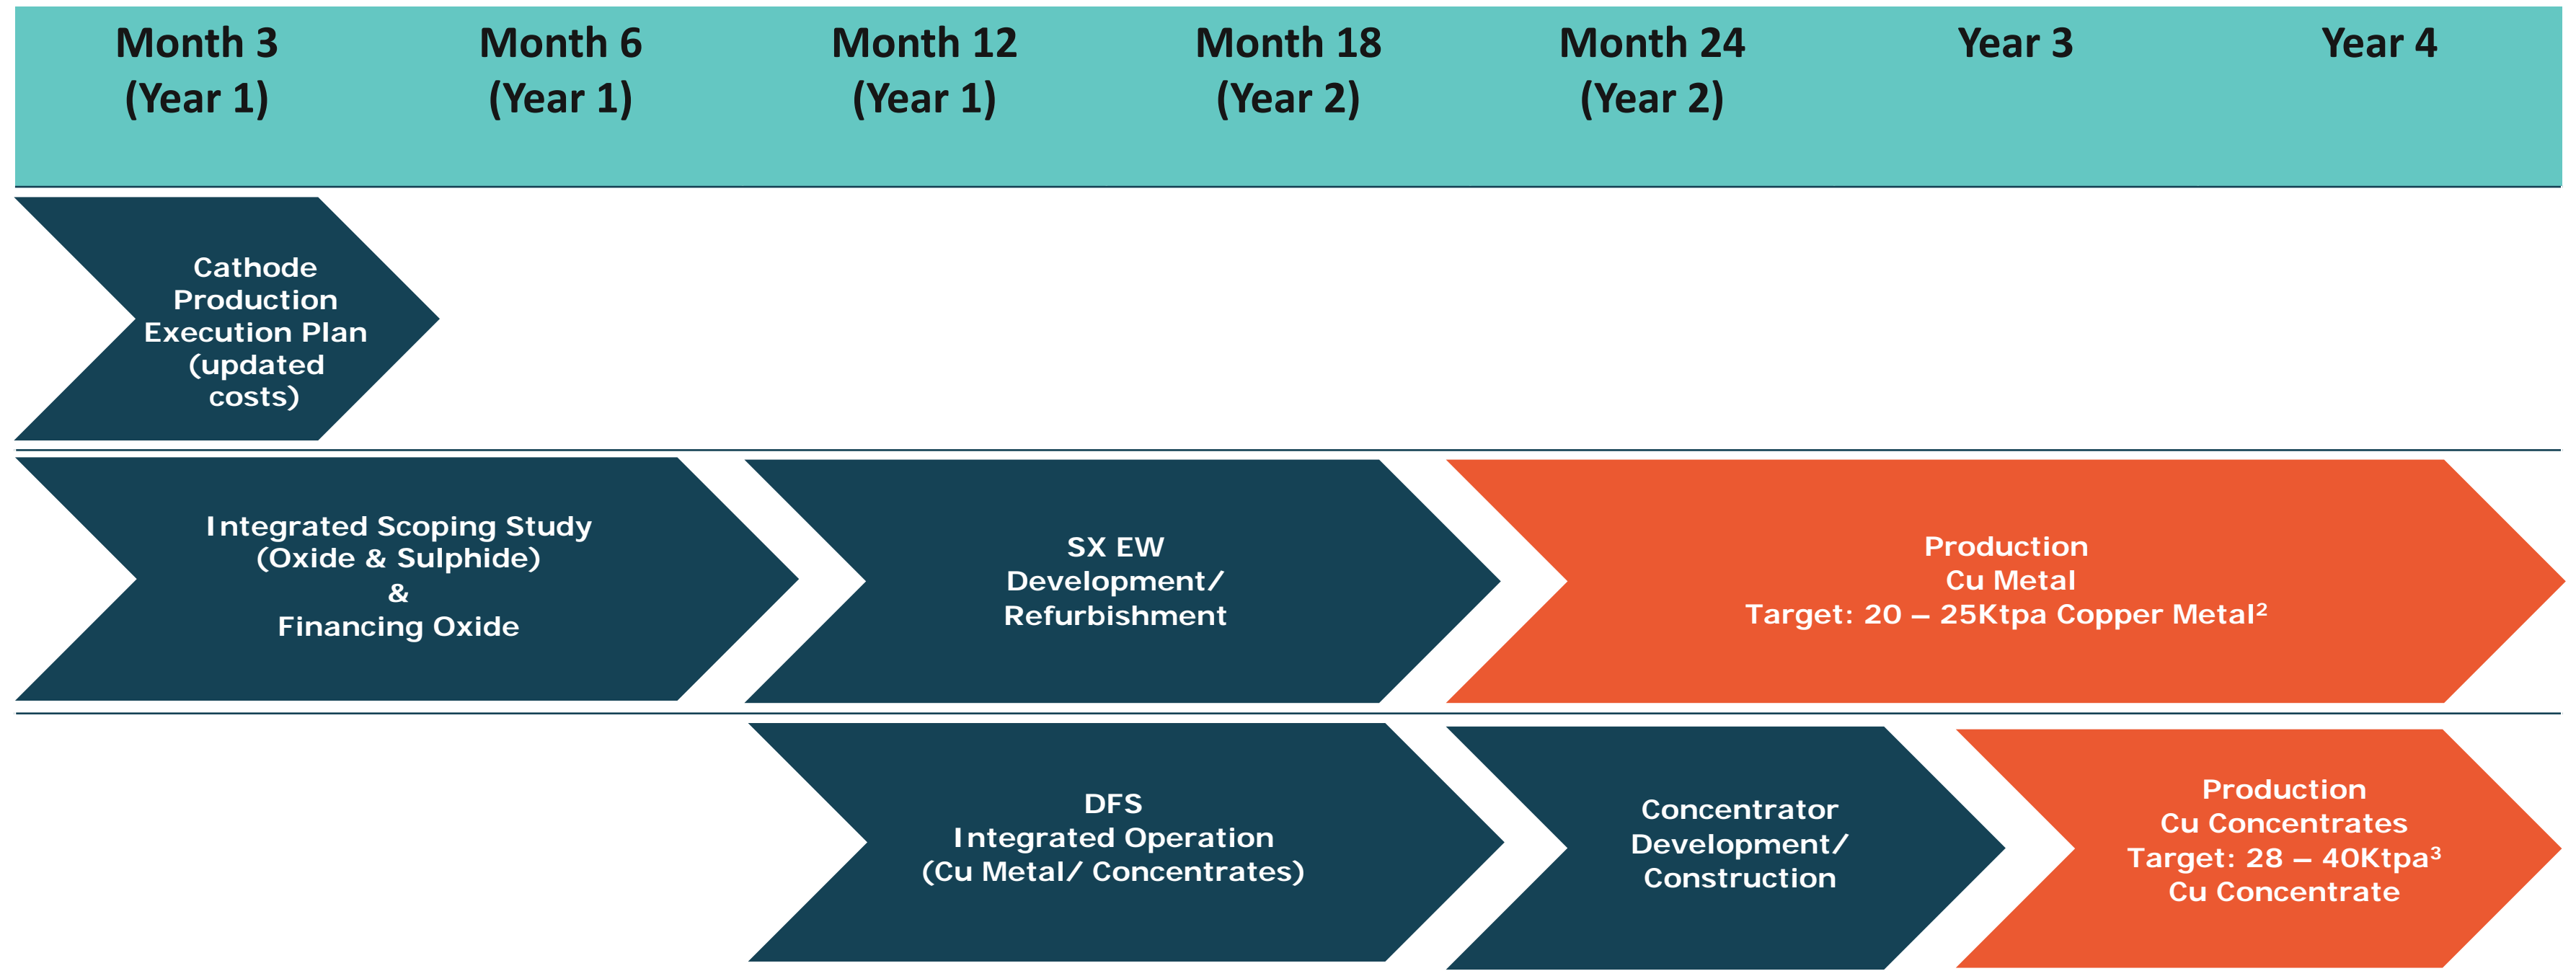 Month 3
(Year 1)
Month 6
(Year 1)
Month 12
(Year 1)
Month 18
(Year 2)
Month 24
(Year 2)
Year 3
Year 4
Cathode
Production
Execution Plan
(updated
costs)
Integrated Scoping Study
(Oxide & Sulphide)
&
Financing Oxide
SX EW
Development/
Refurbishment
Production
Cu Metal
Target: 20 – 25Ktpa Copper Metal²
DFS
Integrated Operation
(Cu Metal/ Concentrates)
Concentrator
Development/
Construction
Production
Cu Concentrates
Target: 28 – 40Ktpa³
Cu Concentrate